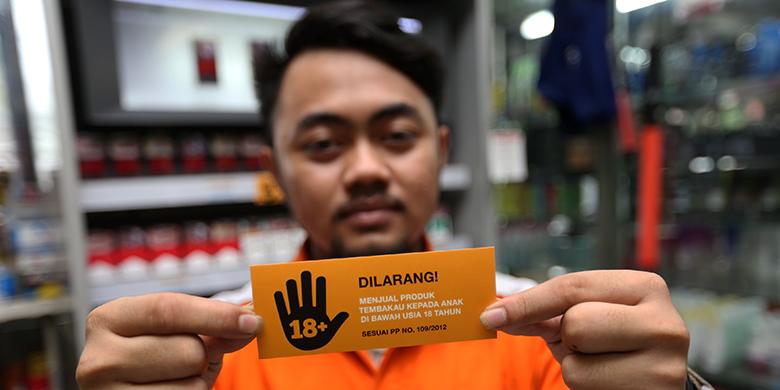 18+
DILARANG!
MENJUAL PRODUK
TEMBAKAU KEPADA ANAK
DI BAWAH USIA 18 TAHUN
SESUAI PP NO. 109/2012